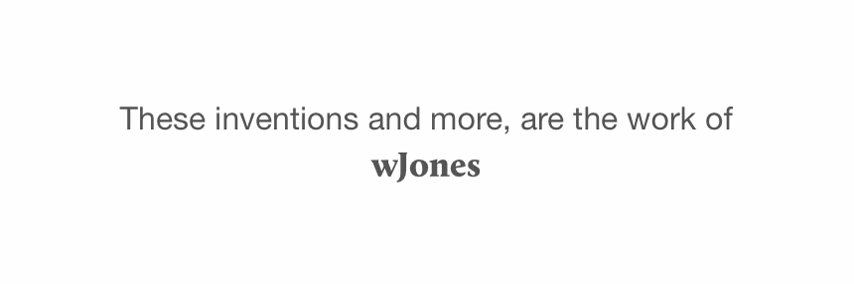 These inventions and more, are the work of
wJones